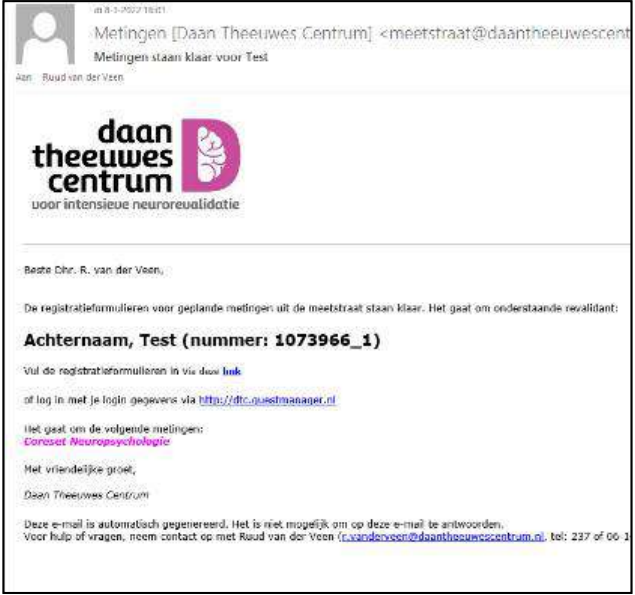 8-3-2022 16:01
Metingen [Daan Theeuwes Centrum] <meetstraat@daantheeuwescent
Metingen staan klaar voor Test
Aan Ruud van der Veen
daan
theeuwes
centrum
voor intensieve neurorevalidatie
Beste Dhr. R. van der Veen,
De registratieformulieren voor geplande metingen uit de meetstraat staan klaar. Het gaat om onderstaande revalidant:
Achternaam, Test (nummer: 1073966_1)
Vul de registratieformulieren in via deze link
of log in met je login gegevens via http://dtc.questmanager.nl
Het gaat om de volgende metingen:
Coreset Neuropsychologie
Met vriendelijke groet,
Daan Theeuwes Centrum
Deze e-mail is automatisch gegenereerd. Het is niet mogelijk om op deze e-mail te antwoorden.
Voor hulp of vragen, neem contact op met Ruud van der Veen (r.vanderveen@daantheeuwescentrum.nl, tel: 237 of 06-1